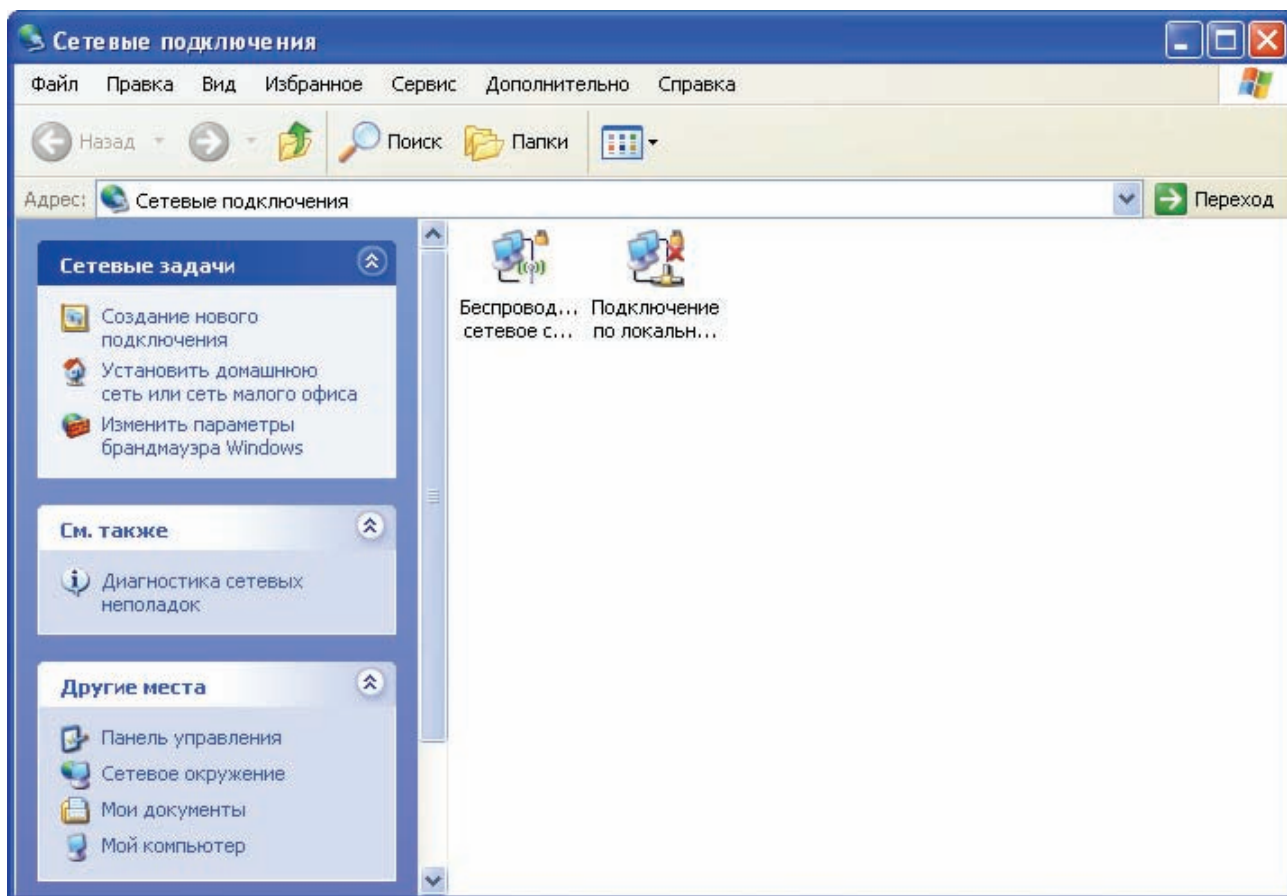 Сетевые подключения
Файл Правка Вид Избранное Сервис Дополнительно Справка
Назад Поиск Папки
Адрес: Сетевые подключения Переход
Сетевые задачи
Создание нового
подключения
Установить домашнюю
сеть или сеть малого офиса
Изменить параметры
брандмауэра Windows
См. также
Диагностика сетевых
неполадок
Другие места
Панель управления
Сетевое окружение
Мои документы
Мой компьютер
Беспровод...
сетевое с...
Подключение
по локальн...